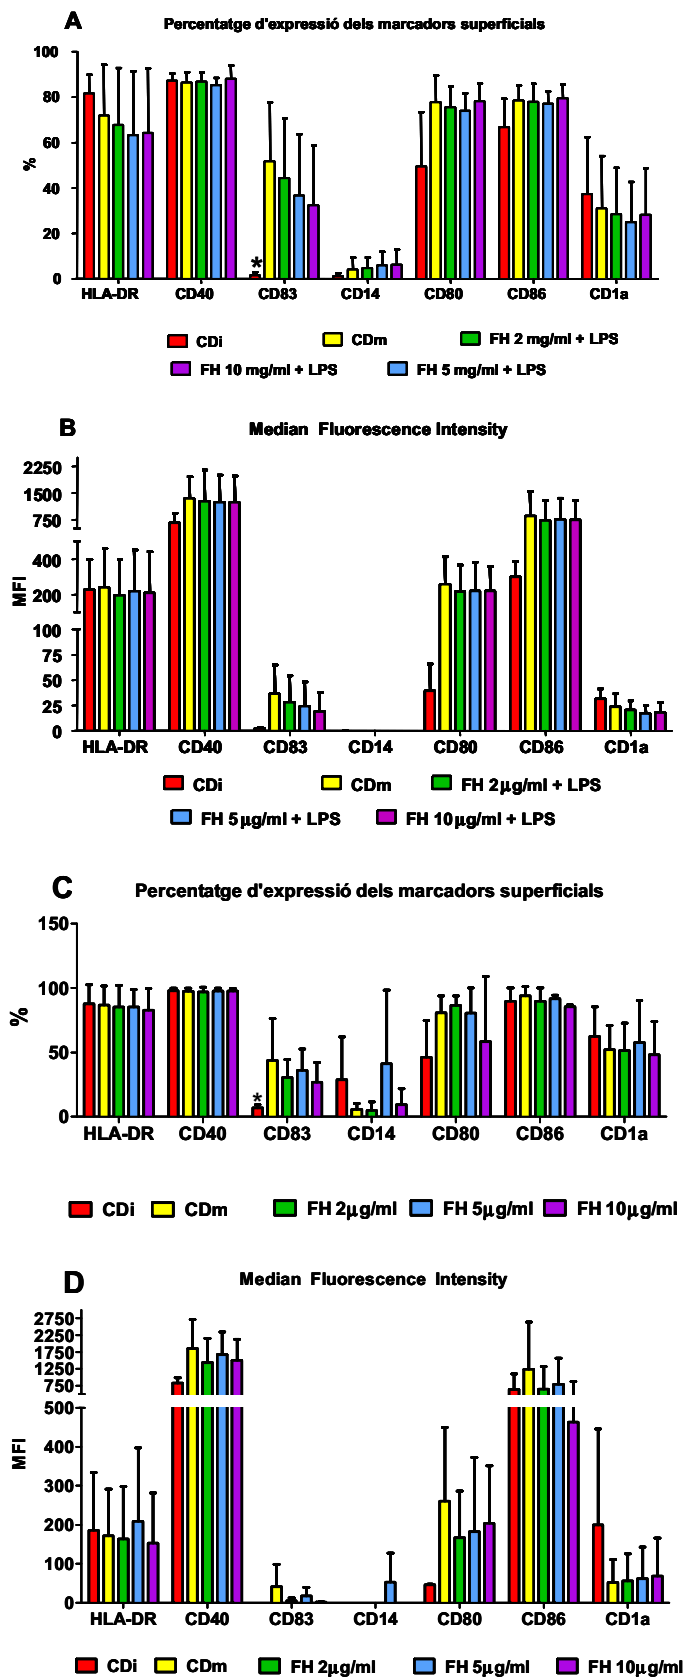 A
Percentatge d'expressió dels marcadors superficials
100
80
60
40
20
0
%
*
HLA-DR CD40 CD83 CD14 CD80 CD86 CD1a
CDi CDm FH 2 mg/ml + LPS
FH 10 mg/ml + LPS FH 5 mg/ml + LPS
B
Median Fluorescence Intensity
2250
1500
750
400
200
100
75
50
25
0
MFI
HLA-DR CD40 CD83 CD14 CD80 CD86 CD1a
CDi CDm FH 2µg/ml + LPS
FH 5µg/ml + LPS FH 10µg/ml + LPS
C
Percentatge d'expressió dels marcadors superficials
150
100
50
0
%
*
HLA-DR CD40 CD83 CD14 CD80 CD86 CD1a
CDi CDm FH 2µg/ml FH 5µg/ml FH 10µg/ml
D
Median Fluorescence Intensity
2750
2250
1750
1250
750
500
400
300
200
100
0
MFI
HLA-DR CD40 CD83 CD14 CD80 CD86 CD1a
CDi CDm FH 2µg/ml FH 5µg/ml FH 10µg/ml